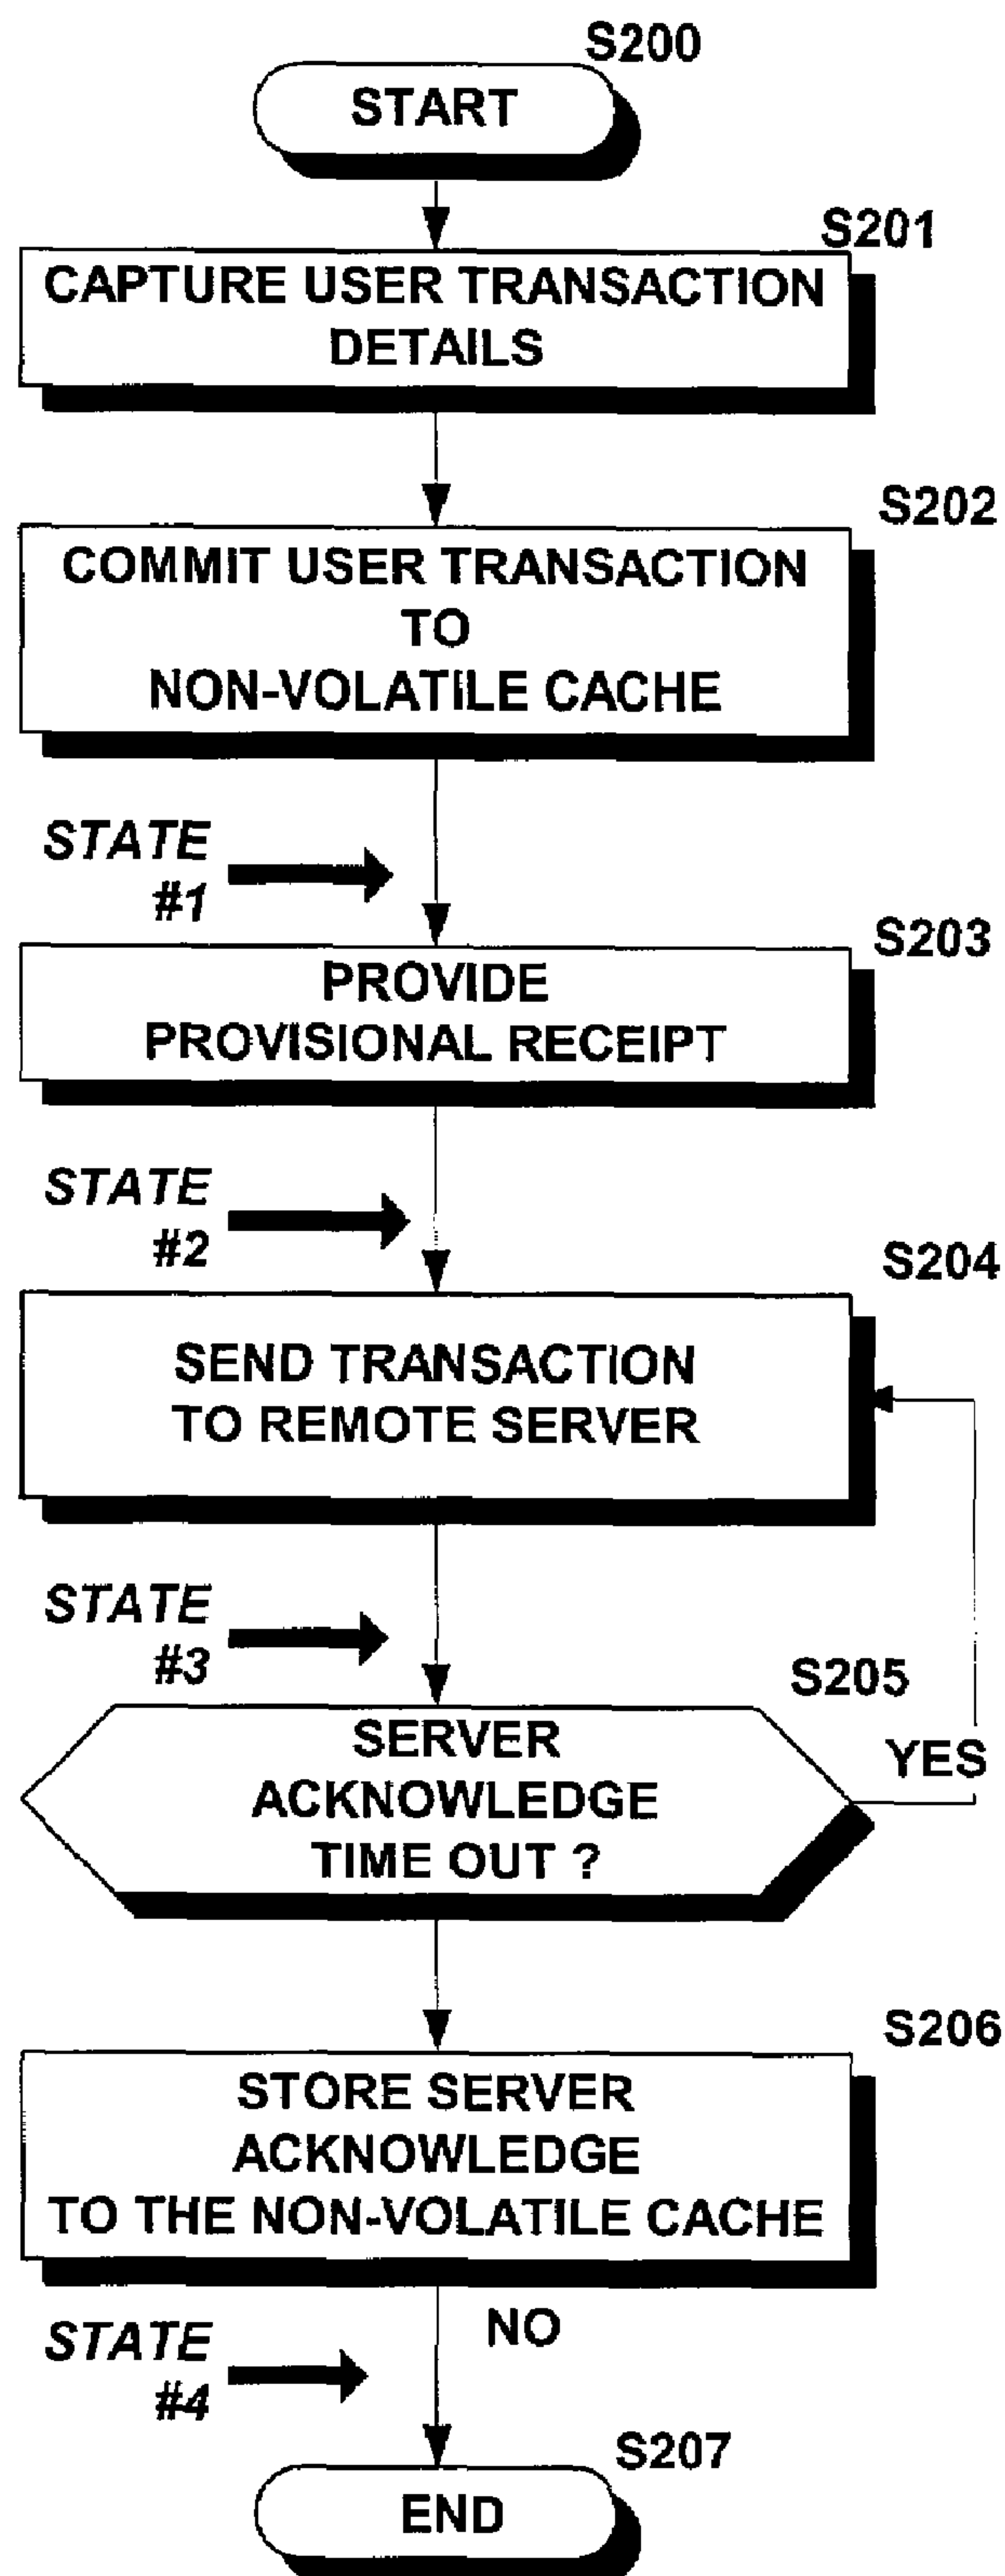 S200
START
S201
CAPTURE USER TRANSACTION
DETAILS
S202
COMMIT USER TRANSACTION
TO
NON-VOLATILE CACHE
STATE
#1
S203
PROVIDE
PROVISIONAL RECEIPT
STATE
#2
S204
SEND TRANSACTION
TO REMOTE SERVER
STATE
#3
S205
SERVER
ACKNOWLEDGE
TIME OUT ?
YES
S206
STORE SERVER
ACKNOWLEDGE
TO THE NON-VOLATILE CACHE
NO
STATE
#4
S207
END